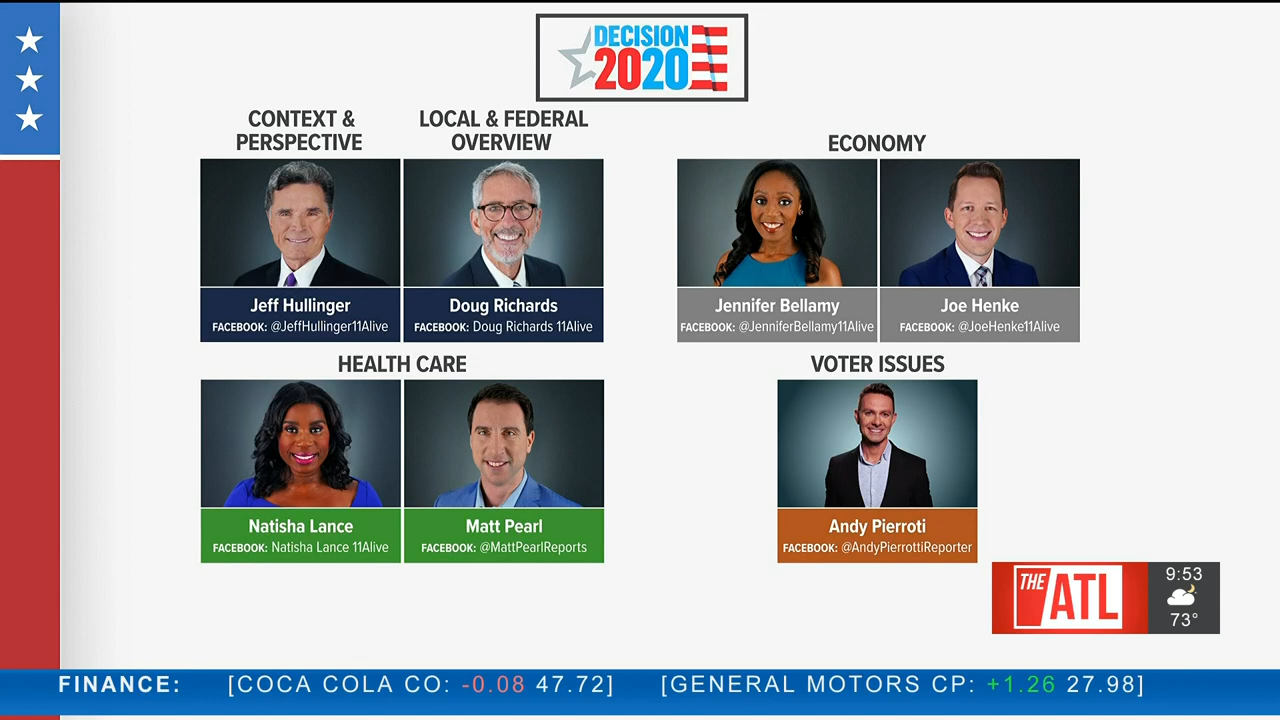 DECISION
2020
CONTEXT &
PERSPECTIVE
LOCAL & FEDERAL
OVERVIEW
ECONOMY
Jeff Hullinger
FACEBOOK: @JeffHullinger11Alive
Doug Richards
FACEBOOK: Doug Richards 11Alive
Jennifer Bellamy
FACEBOOK: @JenniferBellamy11Alive
Joe Henke
FACEBOOK: @JoeHenke11Alive
HEALTH CARE
VOTER ISSUES
Natisha Lance
FACEBOOK: Natisha Lance 11Alive
Matt Pearl
FACEBOOK: @MattPearlReports
Andy Pierroti
FACEBOOK: @AndyPierrottiReporter
THE ATL
9:53
73°
FINANCE: [COCA COLA CO: -0.08 47.72] [GENERAL MOTORS CP: +1.26 27.98]